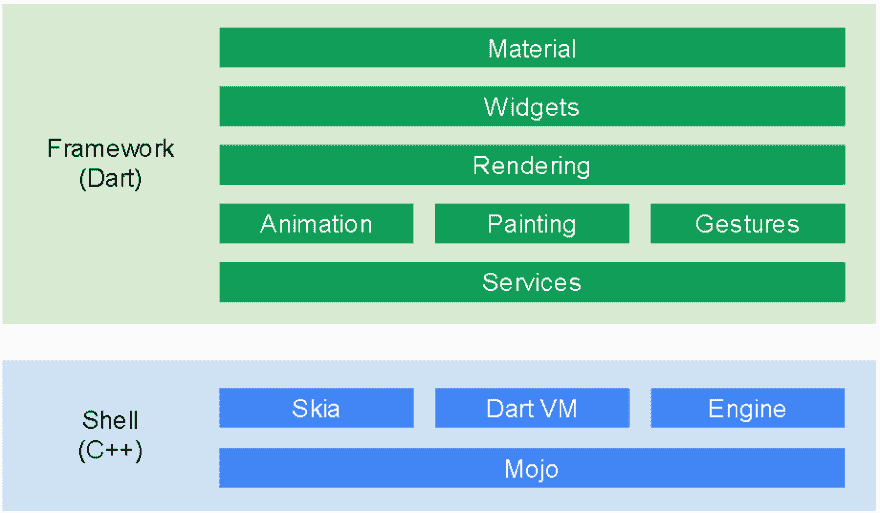 Material
Widgets
Framework
(Dart)
Rendering
Animation
Painting
Gestures
Services
Shell
(C++)
Skia
Dart VM
Engine
Mojo